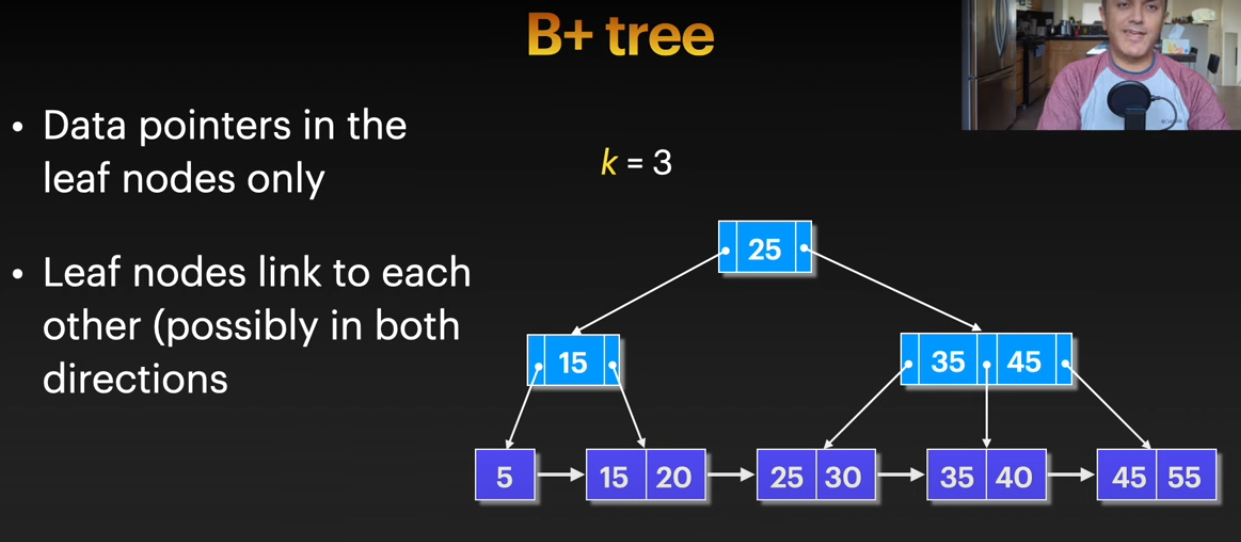 B+ tree
• Data pointers in the
leaf nodes only
• Leaf nodes link to each
other (possibly in both
directions
k = 3
25
15
35 45
5
15 20
25 30
35 40
45 55